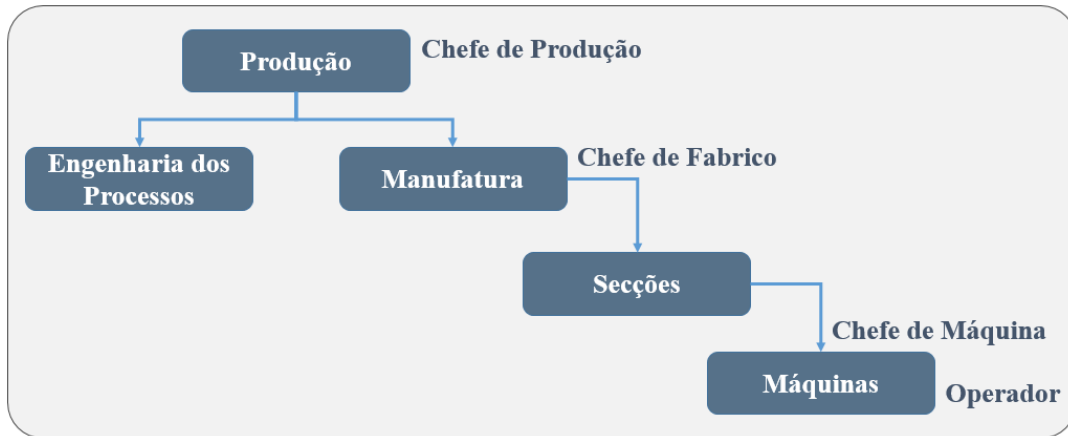 Produção
Chefe de Produção
Engenharia dos
Processos
Manufatura
Chefe de Fabrico
Secções
Chefe de Máquina
Máquinas
Operador